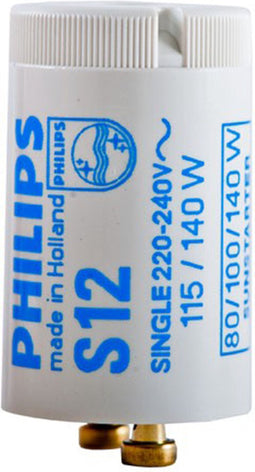 PHILIPS
made in Holland
PHILIPS
S12
SINGLE 220-240V~
115 / 140 W
80/100/140 W
SUNSTARTER